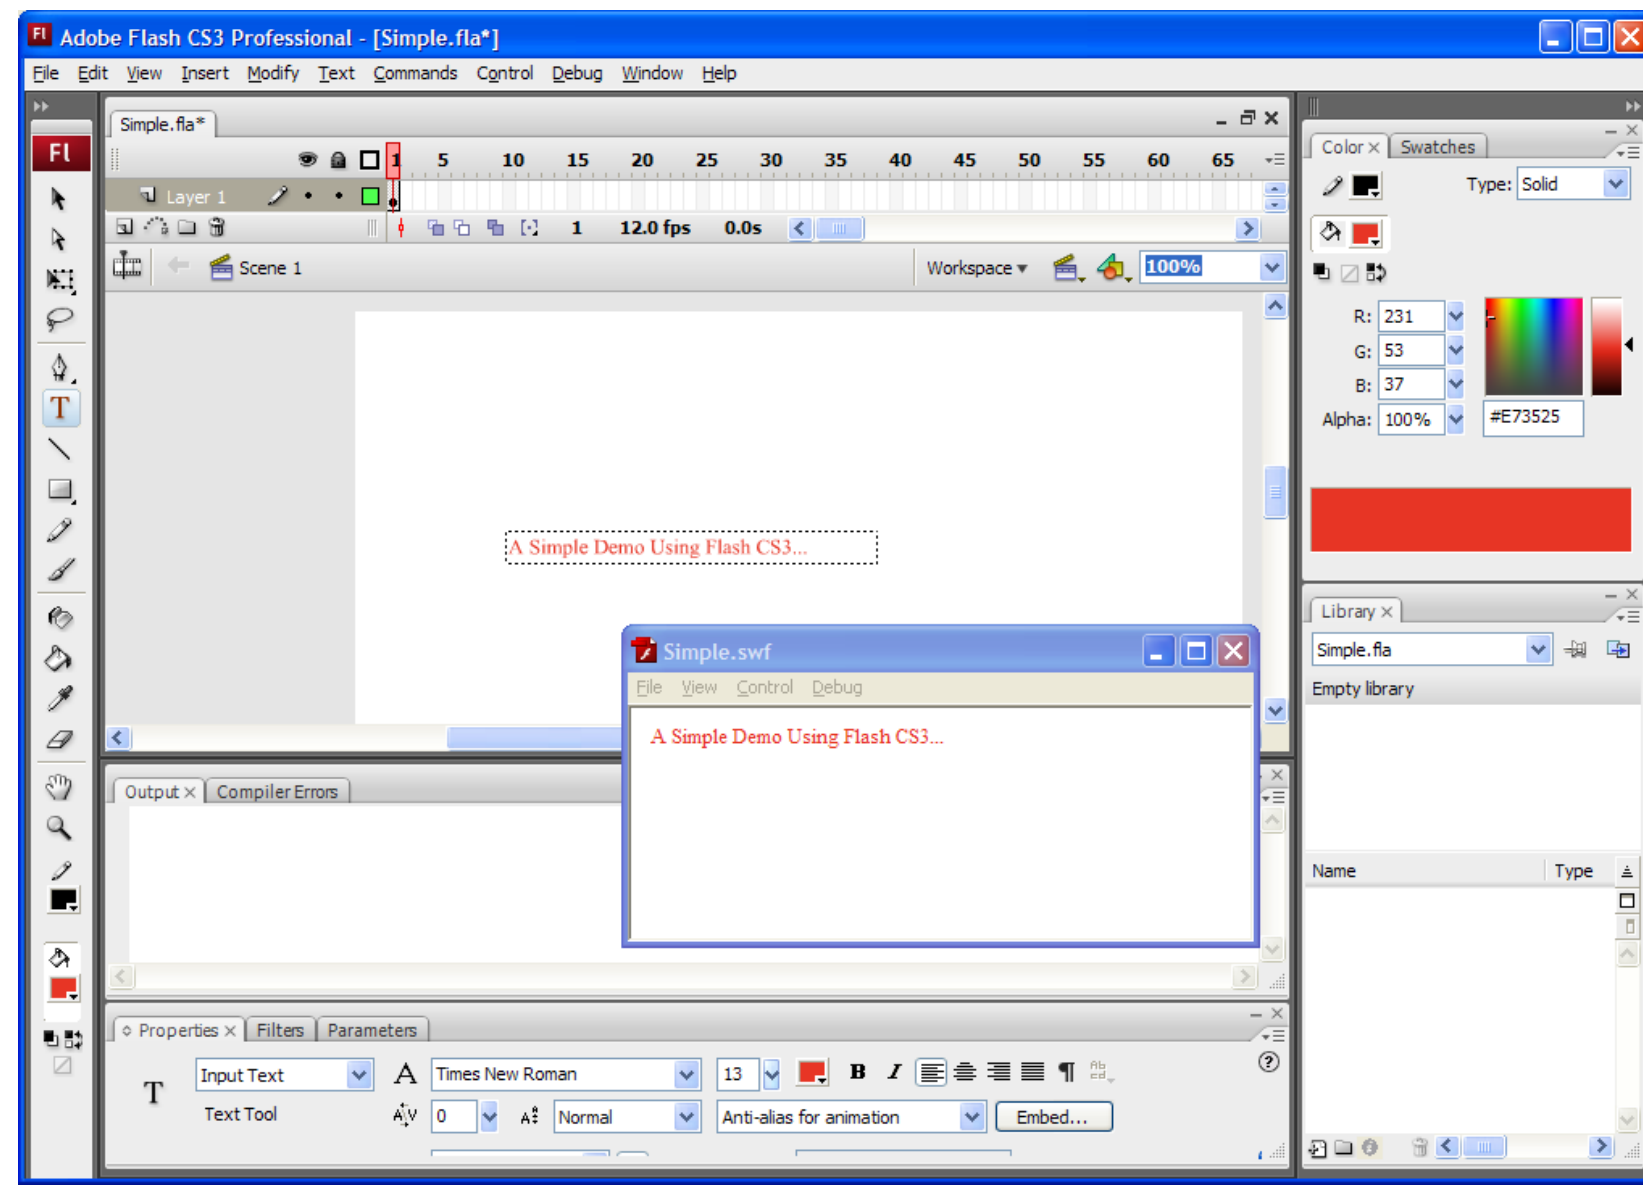 Fl Adobe Flash CS3 Professional - [Simple.fla*]
File Edit View Insert Modify Text Commands Control Debug Window Help
Simple.fla*
Fl
1 5 10 15 20 25 30 35 40 45 50 55 60 65
Layer 1
1 12.0 fps 0.0s
Scene 1 Workspace 100%
A Simple Demo Using Flash CS3...
Simple.swf
File View Control Debug
A Simple Demo Using Flash CS3...
Output Compiler Errors
Properties Filters Parameters
T Input Text A Times New Roman 13 B I
Text Tool A V 0 Normal Anti-alias for animation Embed...
Color Swatches
Type: Solid
R: 231
G: 53
B: 37
Alpha: 100% #E73525
Library
Simple.fla
Empty library
Name Type